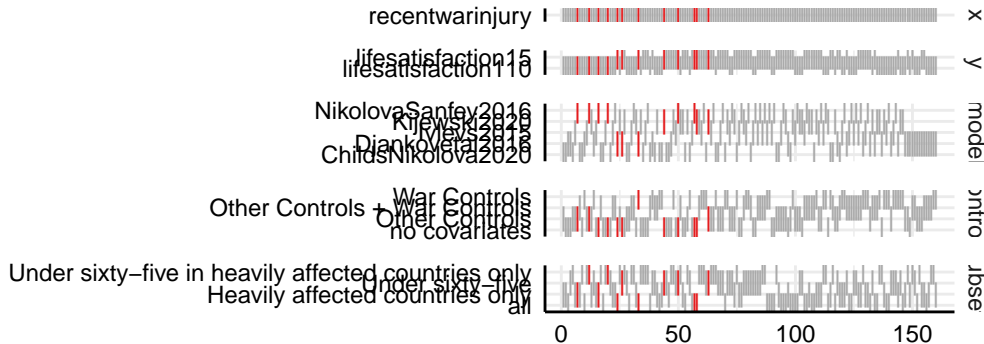 recentwarinjury
x
lifesatisfaction15
lifesatisfaction110
y
NikolovaSanfey2016
Kijewski2020
Ivlevs2015
Djankovetal2016
ChildsNikolova2020
model
War Controls
Other Controls + War Controls
Other Controls
no covariates
ontro
Under sixty−five in heavily affected countries only
Under sixty−five
Heavily affected countries only
all
0 50 100 150